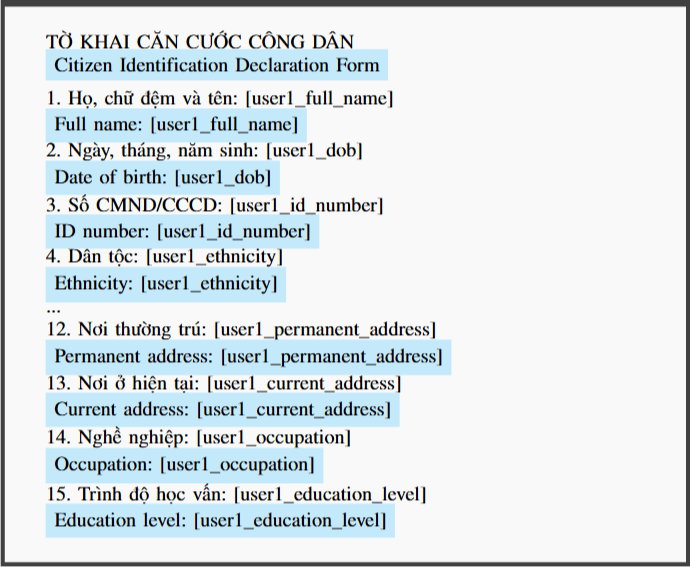 TỜ KHAI CĂN CƯỚC CÔNG DÂN
Citizen Identification Declaration Form
1. Họ, chữ đệm và tên: [user1_full_name]
Full name: [user1_full_name]
2. Ngày, tháng, năm sinh: [user1_dob]
Date of birth: [user1_dob]
3. Số CMND/CCCD: [user1_id_number]
ID number: [user1_id_number]
4. Dân tộc: [user1_ethnicity]
Ethnicity: [user1_ethnicity]
...
12. Nơi thường trú: [user1_permanent_address]
Permanent address: [user1_permanent_address]
13. Nơi ở hiện tại: [user1_current_address]
Current address: [user1_current_address]
14. Nghề nghiệp: [user1_occupation]
Occupation: [user1_occupation]
15. Trình độ học vấn: [user1_education_level]
Education level: [user1_education_level]